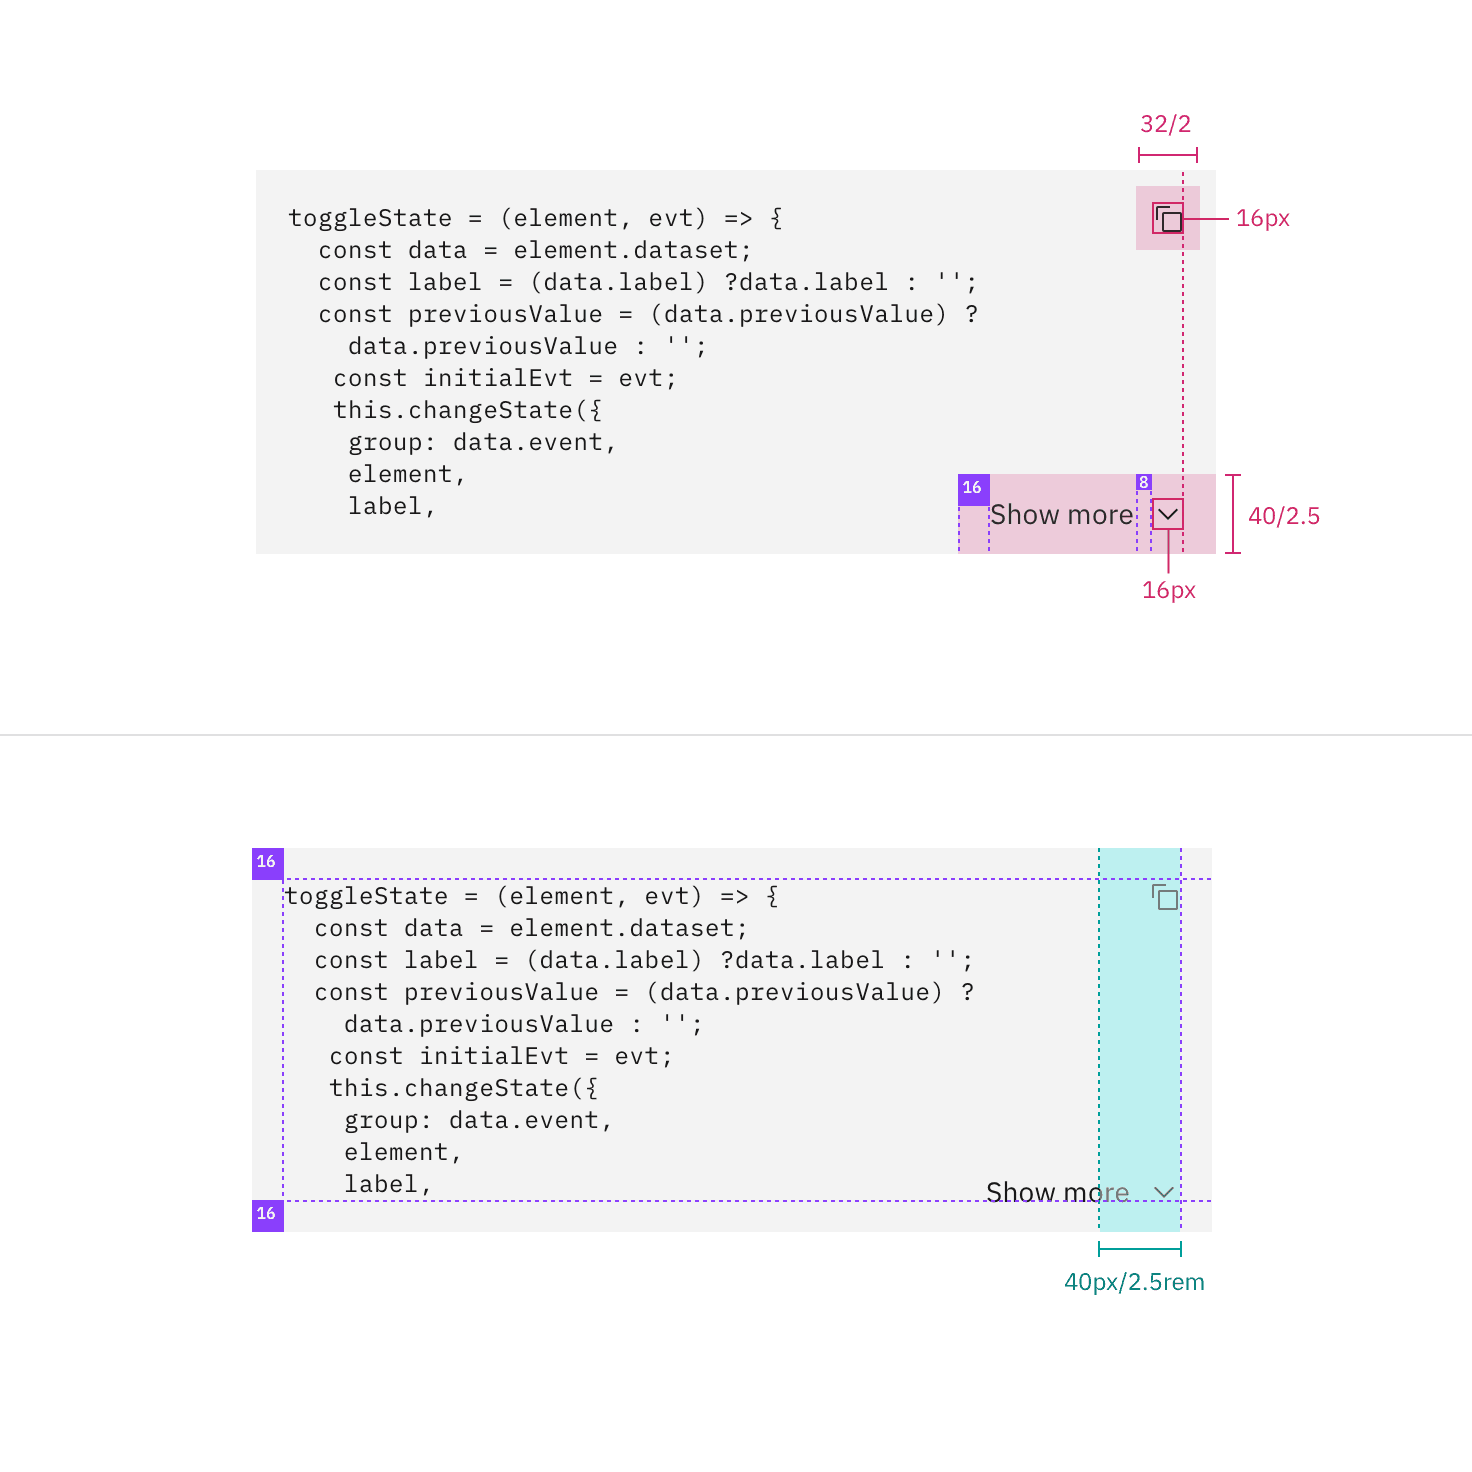 32/2
toggleState = (element, evt) => {
16px
const data = element.dataset;
const label = (data.label) ?data.label : '';
const previousValue = (data.previousValue) ?
data.previousValue : '';
const initialEvt = evt;
this.changeState({
group: data.event,
element,
label,
16
8
Show more
40/2.5
16px
16
toggleState = (element, evt) => {
const data = element.dataset;
const label = (data.label) ?data.label : '';
const previousValue = (data.previousValue) ?
data.previousValue : '';
const initialEvt = evt;
this.changeState({
group: data.event,
element,
label,
Show more
16
40px/2.5rem